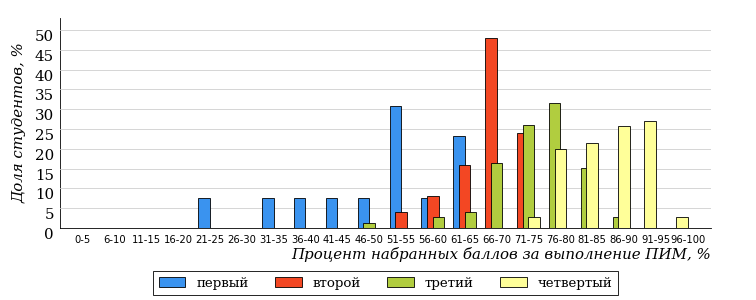 Доля студентов, %
50
45
40
35
30
25
20
15
10
5
0
0-5 6-10 11-15 16-20 21-25 26-30 31-35 36-40 41-45 46-50 51-55 56-60 61-65 66-70 71-75 76-80 81-85 86-90 91-95 96-100
Процент набранных баллов за выполнение ПИМ, %
первый второй третий четвертый